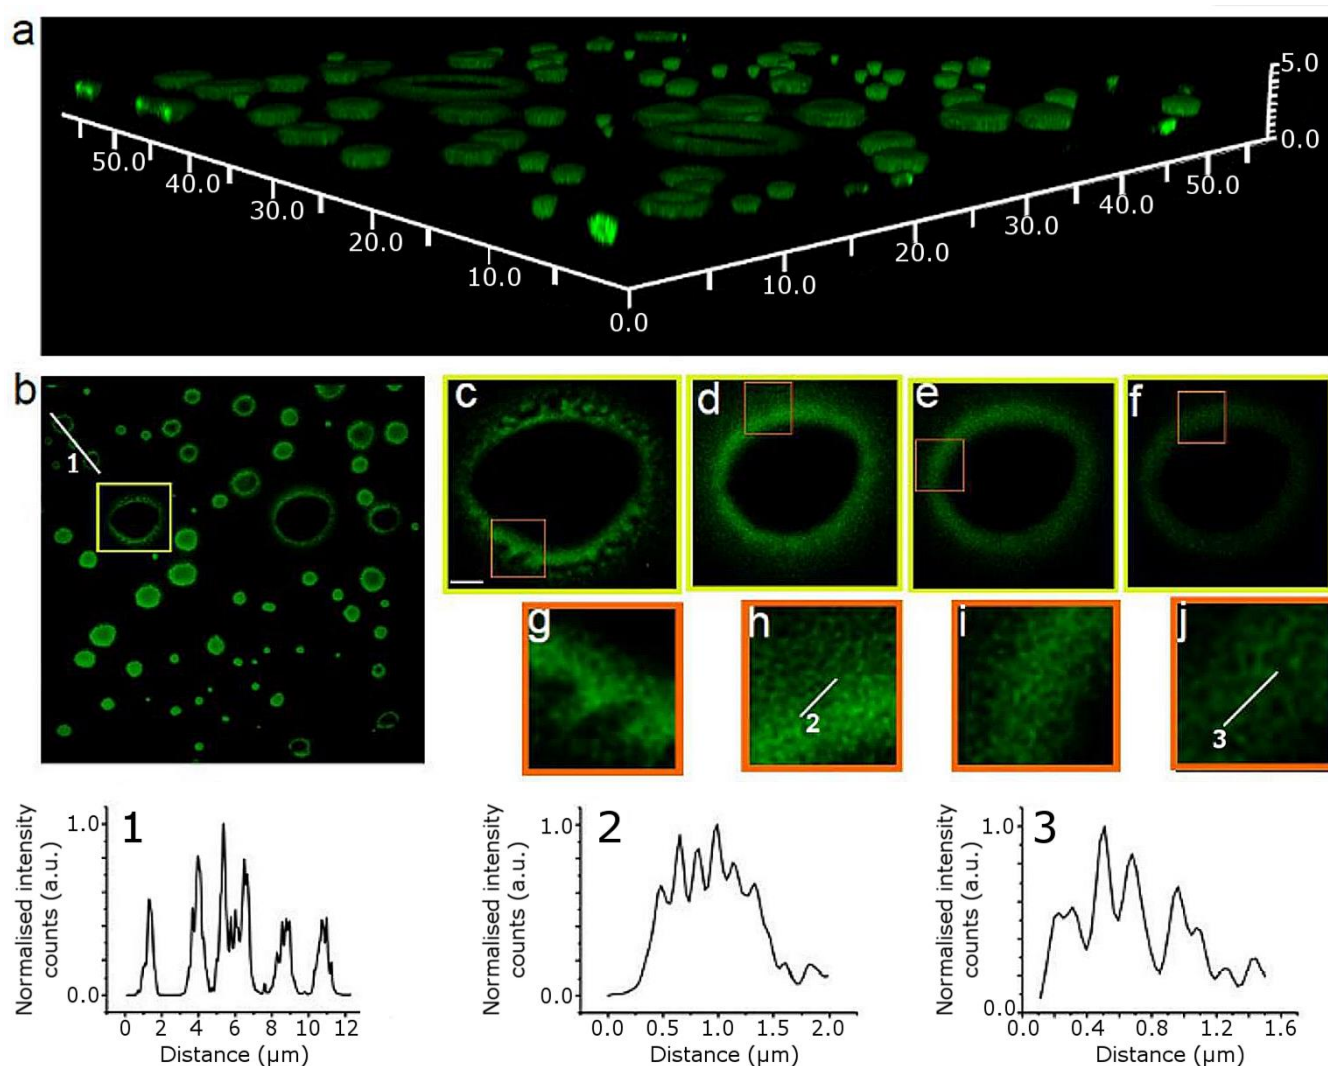 a
5.0
0.0
50.0
40.0
30.0
20.0
10.0
0.0
10.0
20.0
30.0
40.0
50.0
b
1
c
d
e
f
g
h
2
i
j
3
1
Normalised intensity
counts (a.u.)
1.0
0.0
0 2 4 6 8 10 12
Distance (µm)
2
Normalised intensity
counts (a.u.)
1.0
0.0
0.0 0.5 1.0 1.5 2.0
Distance (µm)
3
Normalised intensity
counts (a.u.)
1.0
0.0
0.0 0.4 0.8 1.2 1.6
Distance (µm)